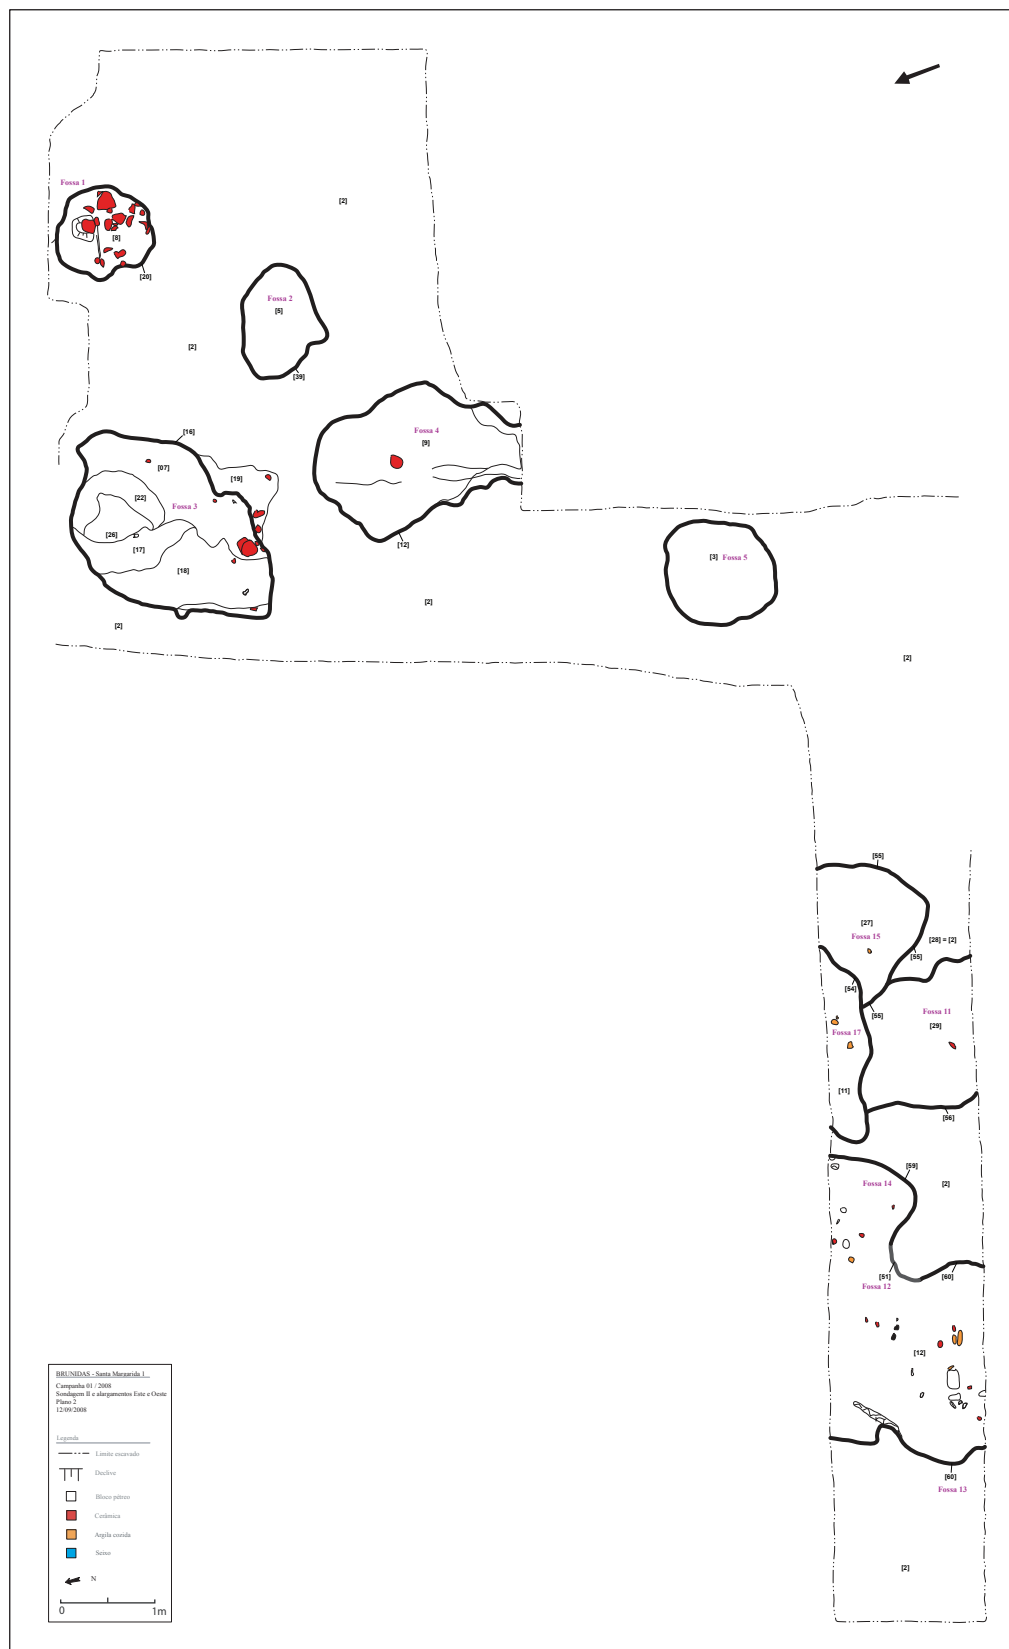 Fossa 1
[2]
[8]
[20]
Fossa 2
[5]
[2]
[39]
Fossa 4
[9]
[16]
[07]
[19]
[22]
Fossa 3
[26]
[17]
[12]
[18]
[3] Fossa 5
[2]
[2]
[2]
[55]
[27]
Fossa 15
[28] = [2]
[55]
[54]
[55]
Fossa 11
[29]
Fossa 17
[11]
[56]
[59]
Fossa 14
[2]
[51]
[60]
Fossa 12
[12]
[60]
Fossa 13
[2]
BRUNIDAS - Santa Margarida 1
Campanha 01 / 2008
Sondagem II e alargamentos Este e Oeste
Plano 2
12/09/2008
Legenda
Limite escavado
Declive
Bloco pétreo
Cerâmica
Argila cozida
Seixo
N
0 1m